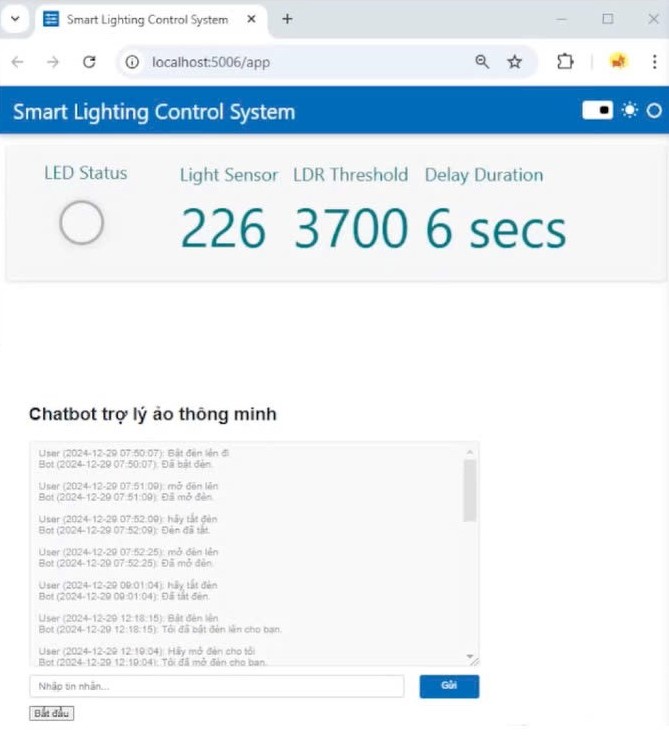 Smart Lighting Control System
localhost:5006/app
Smart Lighting Control System
LED Status
Light Sensor
LDR Threshold
Delay Duration
226
3700
6 secs
Chatbot trợ lý ảo thông minh
User (2024-12-29 07:50:07): Bật đèn lên đi
Bot (2024-12-29 07:50:07): Đã bật đèn.
User (2024-12-29 07:51:09): mở đèn lên
Bot (2024-12-29 07:51:09): Đã mở đèn.
User (2024-12-29 07:52:09): hãy tắt đèn
Bot (2024-12-29 07:52:09): Đèn đã tắt.
User (2024-12-29 07:52:25): mở đèn lên
Bot (2024-12-29 07:52:25): Đã mở đèn.
User (2024-12-29 09:01:04): hãy tắt đèn
Bot (2024-12-29 09:01:04): Đã tắt đèn.
User (2024-12-29 12:18:15): Bật đèn lên
Bot (2024-12-29 12:18:15): Tôi đã bật đèn lên cho bạn.
User (2024-12-29 12:19:04): Hãy mở đèn cho tôi
Bot (2024-12-29 12:19:04): Tôi đã mở đèn cho bạn.
Nhập tin nhắn...
Gửi
Bắt đầu